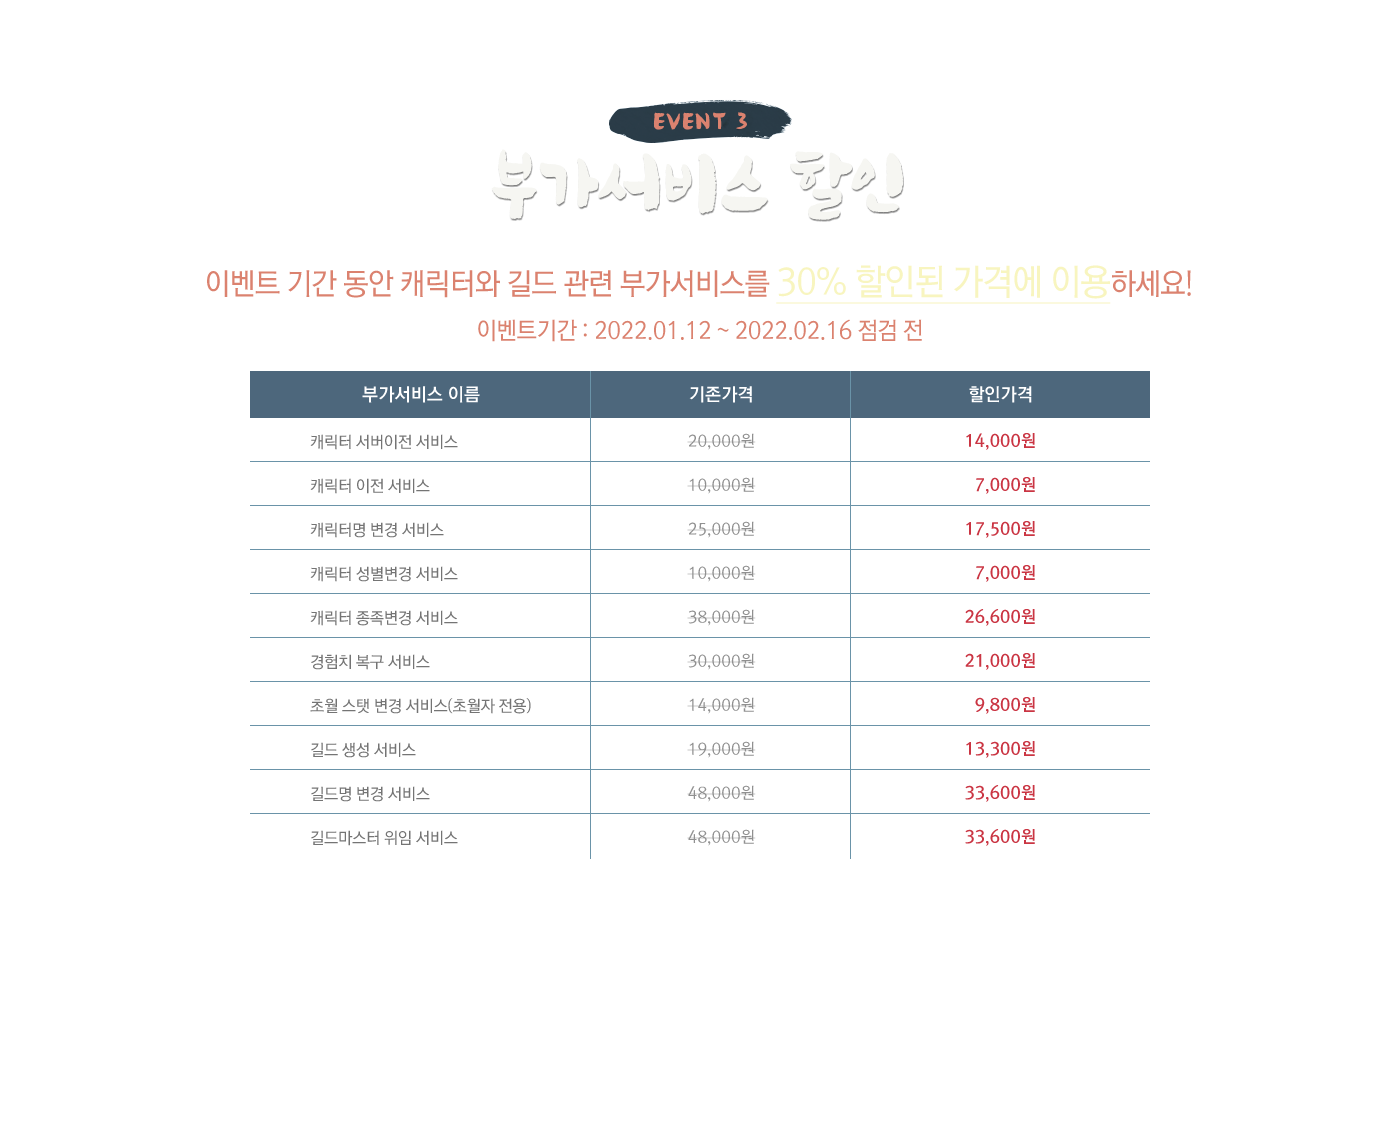 EVENT 3
부가서비스 할인
이벤트 기간 동안 캐릭터와 길드 관련 부가서비스를 30% 할인된 가격에 이용하세요!
이벤트기간 : 2022.01.12 ~ 2022.02.16 점검 전
부가서비스 이름 기존가격 할인가격
캐릭터 서버이전 서비스 20,000원 14,000원
캐릭터 이전 서비스 10,000원 7,000원
캐릭터명 변경 서비스 25,000원 17,500원
캐릭터 성별변경 서비스 10,000원 7,000원
캐릭터 종족변경 서비스 38,000원 26,600원
경험치 복구 서비스 30,000원 21,000원
초월 스탯 변경 서비스(초월자 전용) 14,000원 9,800원
길드 생성 서비스 19,000원 13,300원
길드명 변경 서비스 48,000원 33,600원
길드마스터 위임 서비스 48,000원 33,600원